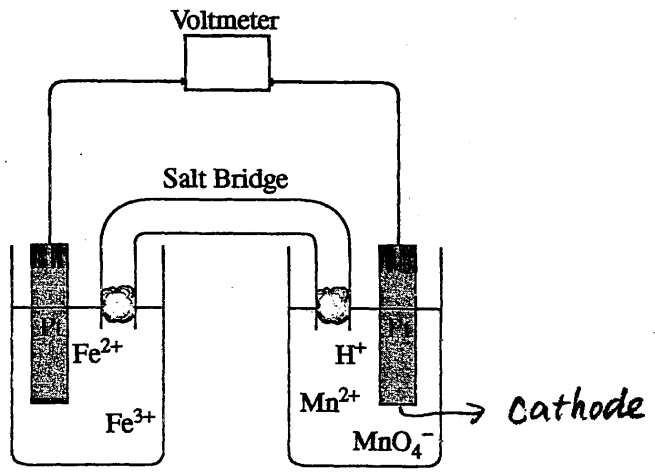 Voltmeter
Salt Bridge
Pt
Pt
Fe²⁺
H⁺
Mn²⁺
cathode
Fe³⁺
MnO₄⁻